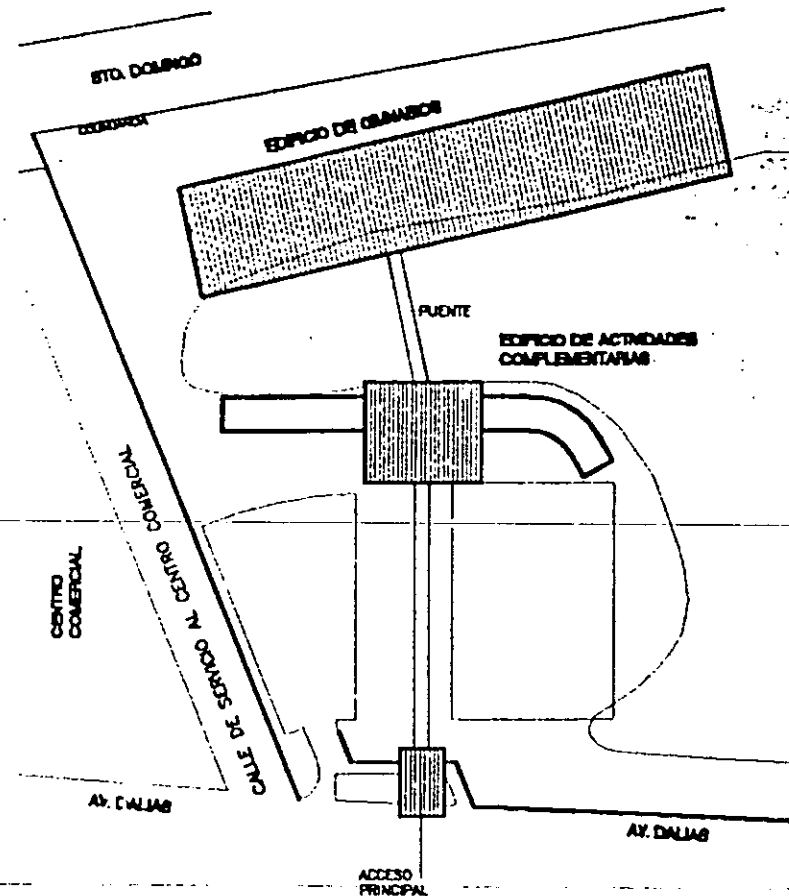 STO. DOMINGO
COLINDANCIA
EDIFICIO DE GIMNASIOS
PUENTE
EDIFICIO DE ACTIVIDADES
COMPLEMENTARIAS
CALLE DE SERVICIO AL CENTRO COMERCIAL
CENTRO
COMERCIAL
AV. DALIAS
AV. DALIAS
ACCESO
PRINCIPAL